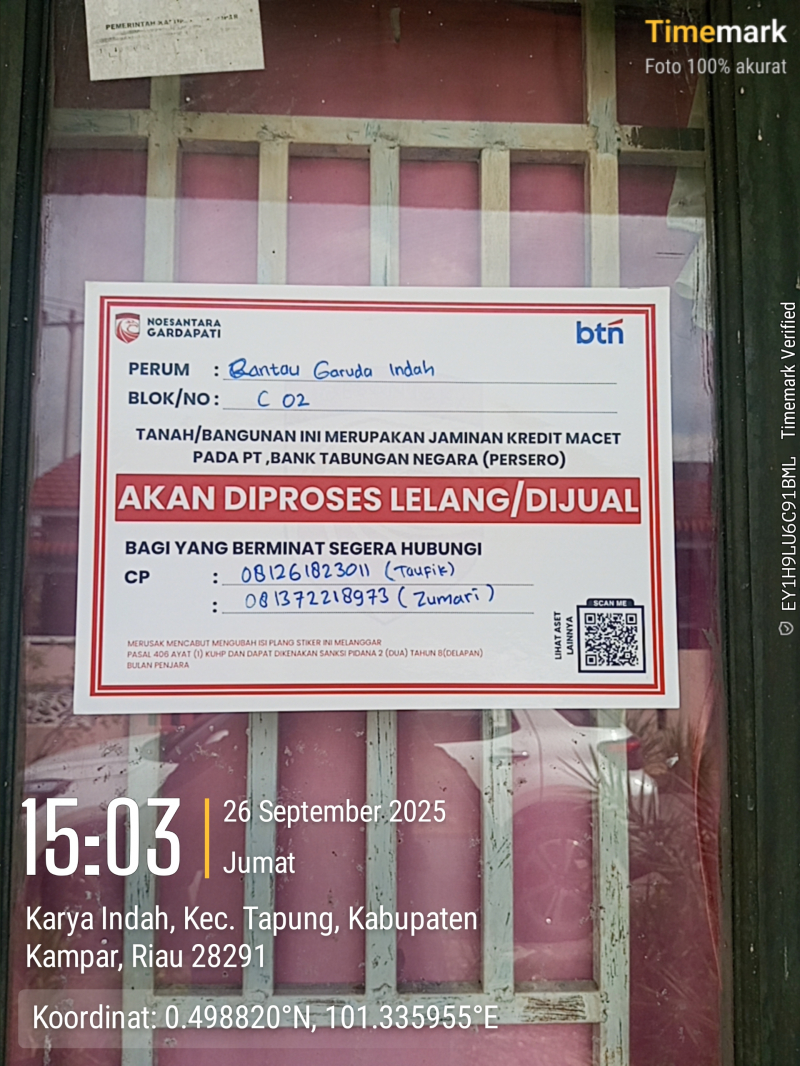 Timemark
Foto 100% akurat
NOESANTARA
GARDAPATI
btn
PERUM : Rantau Garuda Indah
BLOK/NO : C 02
TANAH/BANGUNAN INI MERUPAKAN JAMINAN KREDIT MACET
PADA PT ,BANK TABUNGAN NEGARA (PERSERO)
AKAN DIPROSES LELANG/DIJUAL
BAGI YANG BERMINAT SEGERA HUBUNGI
CP : 081261823011 (Taufik)
: 081372218973 (Zumari)
SCAN ME
LIHAT ASET
LAINNYA
MERUSAK MENCABUT MENGUBAH ISI PLANG STIKER INI MELANGGAR
PASAL 406 AYAT (1) KUHP DAN DAPAT DIKENAKAN SANKSI PIDANA 2 (DUA) TAHUN 8(DELAPAN)
BULAN PENJARA
15:03
26 September 2025
Jumat
Karya Indah, Kec. Tapung, Kabupaten
Kampar, Riau 28291
Koordinat: 0.498820°N, 101.335955°E
EY1H9LU6C91BML Timemark Verified